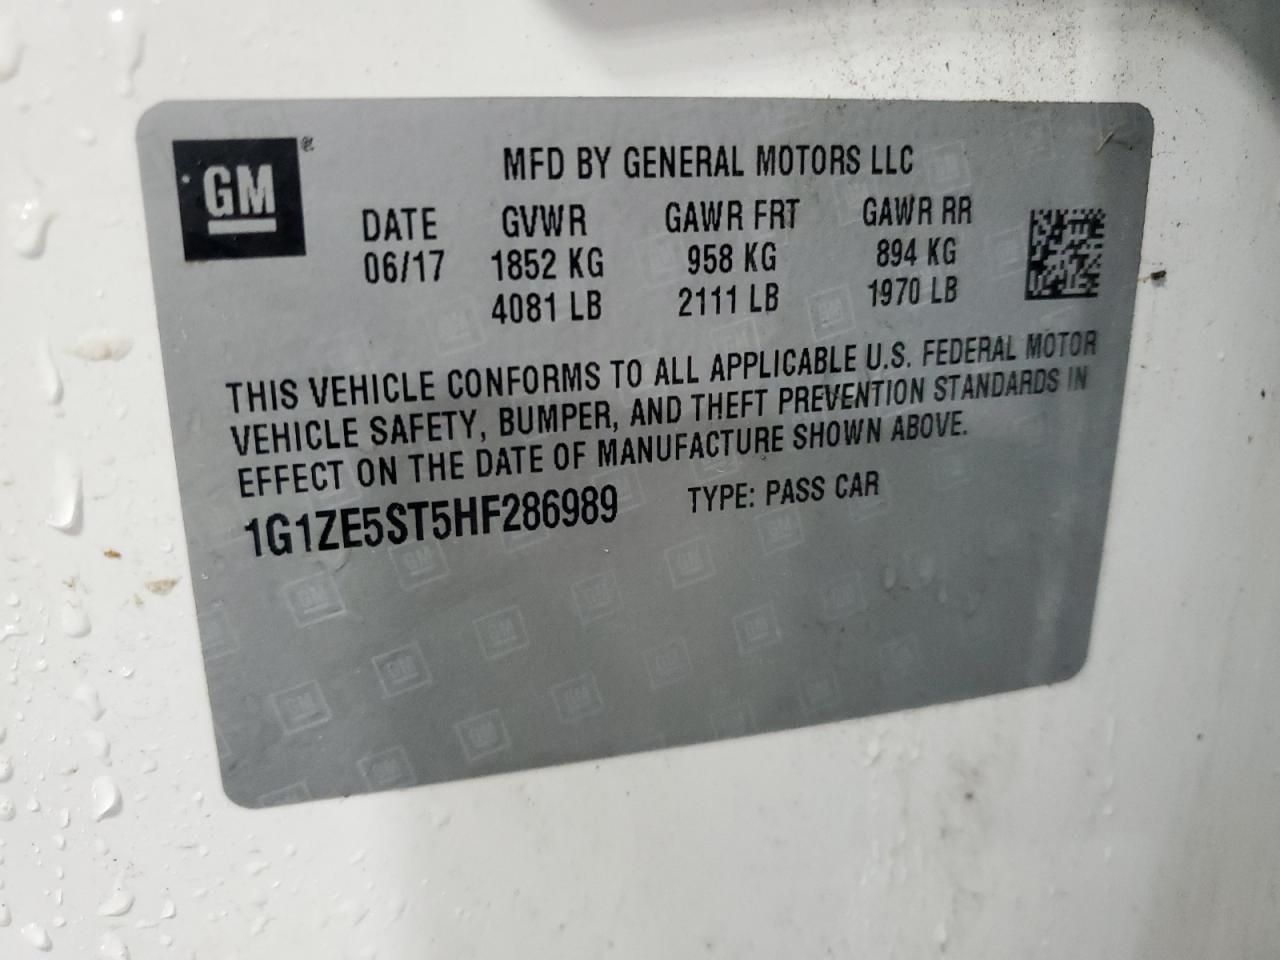 GM®
MFD BY GENERAL MOTORS LLC
DATE GVWR GAWR FRT GAWR RR
06/17 1852 KG 958 KG 894 KG
4081 LB 2111 LB 1970 LB
THIS VEHICLE CONFORMS TO ALL APPLICABLE U.S. FEDERAL MOTOR
VEHICLE SAFETY, BUMPER, AND THEFT PREVENTION STANDARDS IN
EFFECT ON THE DATE OF MANUFACTURE SHOWN ABOVE.
1G1ZE5ST5HF286989 TYPE: PASS CAR